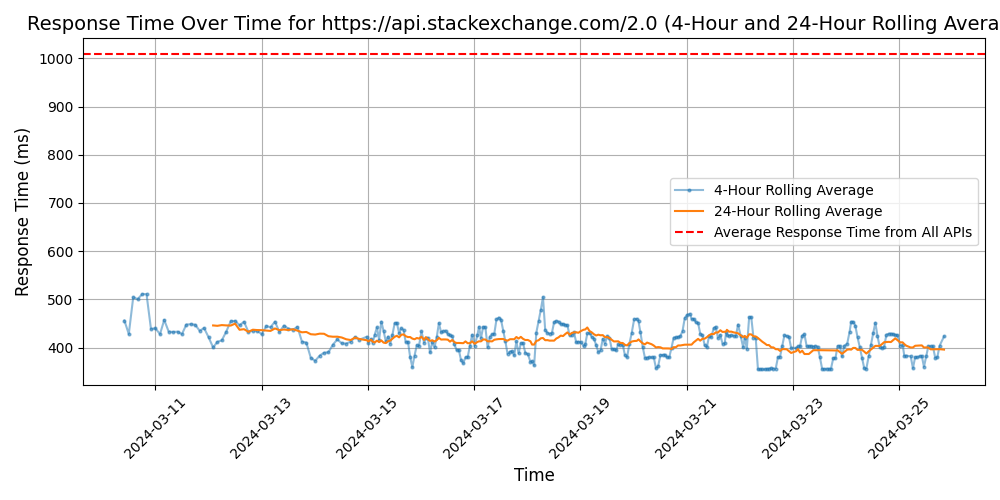 Response Time Over Time for https://api.stackexchange.com/2.0 (4-Hour and 24-Hour Rolling Avera
Response Time (ms)
1000
900
800
700
600
500
400
4-Hour Rolling Average
24-Hour Rolling Average
Average Response Time from All APIs
2024-03-11
2024-03-13
2024-03-15
2024-03-17
2024-03-19
2024-03-21
2024-03-23
2024-03-25
Time